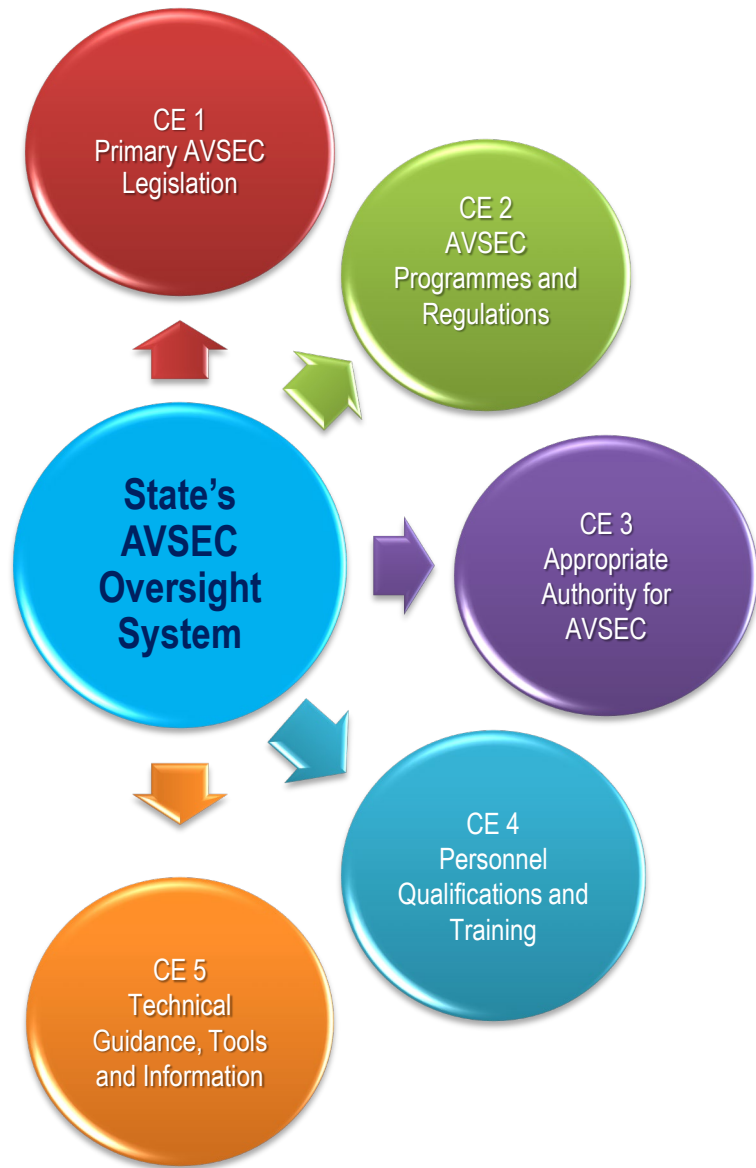 CE 1
Primary AVSEC
Legislation
CE 2
AVSEC
Programmes and
Regulations
State’s
AVSEC
Oversight
System
CE 3
Appropriate
Authority for
AVSEC
CE 4
Personnel
Qualifications and
Training
CE 5
Technical
Guidance, Tools
and Information